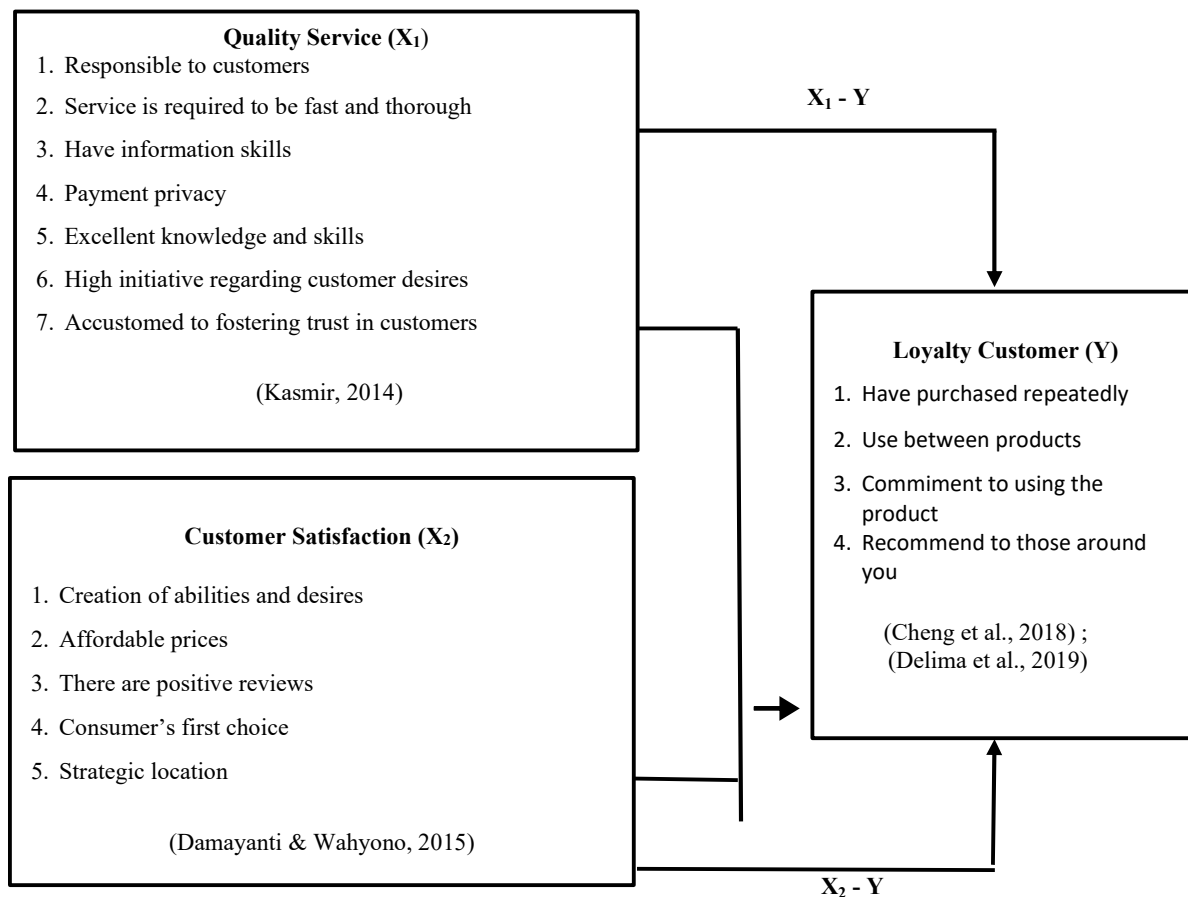 Quality Service (X₁)
1. Responsible to customers
2. Service is required to be fast and thorough
3. Have information skills
4. Payment privacy
5. Excellent knowledge and skills
6. High initiative regarding customer desires
7. Accustomed to fostering trust in customers
(Kasmir, 2014)
X₁ - Y
Loyalty Customer (Y)
1. Have purchased repeatedly
2. Use between products
3. Commiment to using the
product
4. Recommend to those around
you
(Cheng et al., 2018) ;
(Delima et al., 2019)
Customer Satisfaction (X₂)
1. Creation of abilities and desires
2. Affordable prices
3. There are positive reviews
4. Consumer’s first choice
5. Strategic location
(Damayanti & Wahyono, 2015)
X₂ - Y